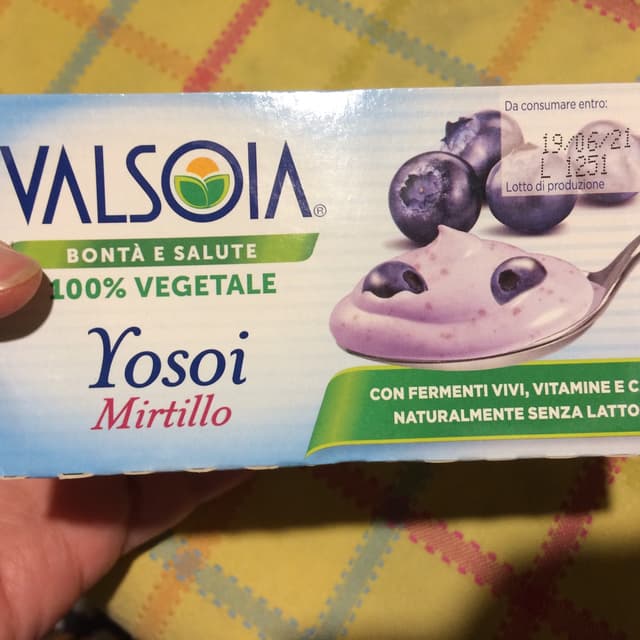 VALSOIA®
BONTÀ E SALUTE
100% VEGETALE
Yosoi
Mirtillo
Da consumare entro:
19/06/21
L 1251
Lotto di produzione
CON FERMENTI VIVI, VITAMINE E C
NATURALMENTE SENZA LATTO